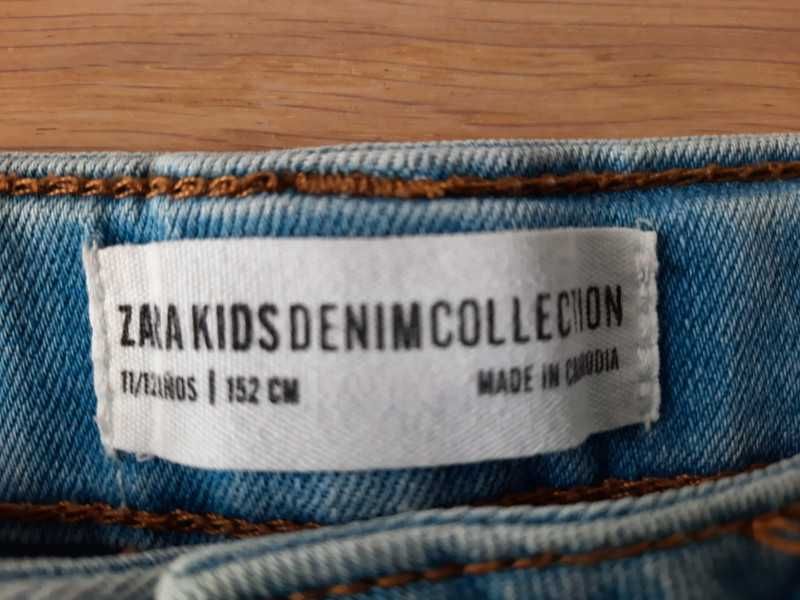 ZARA KIDS DENIM COLLECTION
11/12 AÑOS | 152 CM
MADE IN CAMBODIA